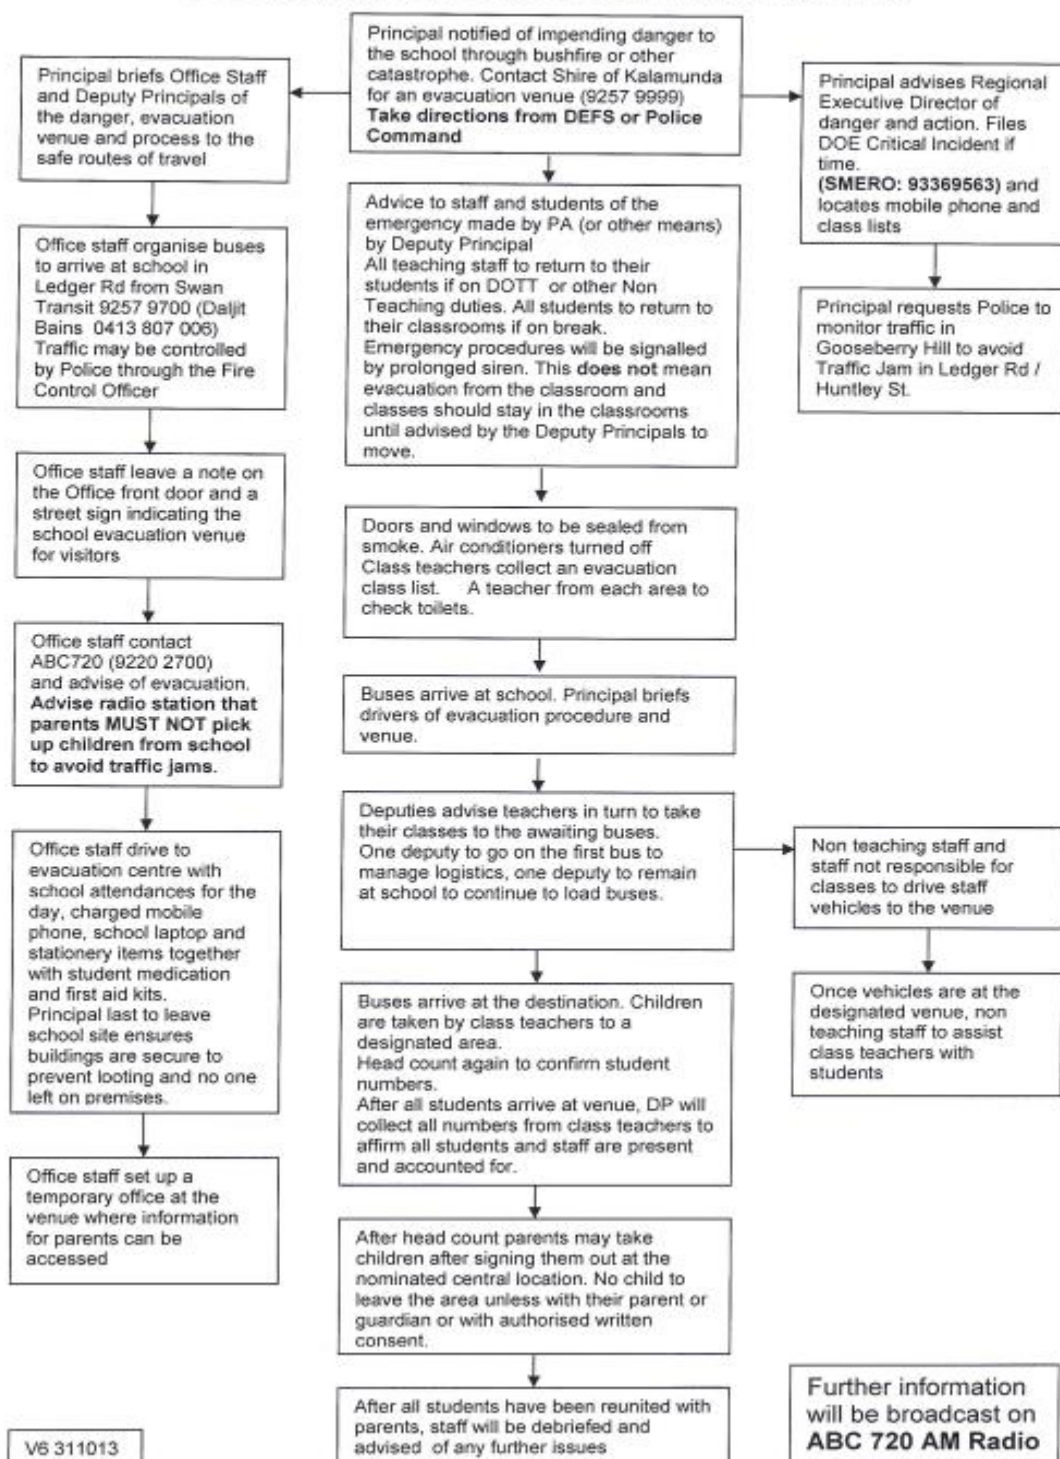 Principal notified of impending danger to
the school through bushfire or other
catastrophe. Contact Shire of Kalamunda
for an evacuation venue (9257 9999)
Take directions from DEFS or Police
Command
Principal briefs Office Staff
and Deputy Principals of
the danger, evacuation
venue and process to the
safe routes of travel
Principal advises Regional
Executive Director of
danger and action. Files
DOE Critical Incident if
time.
(SMERO: 93369563) and
locates mobile phone and
class lists
Office staff organise buses
to arrive at school in
Ledger Rd from Swan
Transit 9257 9700 (Daljit
Bains 0413 807 006)
Traffic may be controlled
by Police through the Fire
Control Officer
Advice to staff and students of the
emergency made by PA (or other means)
by Deputy Principal
All teaching staff to return to their
students if on DOTT or other Non
Teaching duties. All students to return to
their classrooms if on break.
Emergency procedures will be signalled
by prolonged siren. This does not mean
evacuation from the classroom and
classes should stay in the classrooms
until advised by the Deputy Principals to
move.
Principal requests Police to
monitor traffic in
Gooseberry Hill to avoid
Traffic Jam in Ledger Rd /
Huntley St.
Office staff leave a note on
the Office front door and a
street sign indicating the
school evacuation venue
for visitors
Doors and windows to be sealed from
smoke. Air conditioners turned off
Class teachers collect an evacuation
class list. A teacher from each area to
check toilets.
Office staff contact
ABC720 (9220 2700)
and advise of evacuation.
Advise radio station that
parents MUST NOT pick
up children from school
to avoid traffic jams.
Buses arrive at school. Principal briefs
drivers of evacuation procedure and
venue.
Deputies advise teachers in turn to take
their classes to the awaiting buses.
One deputy to go on the first bus to
manage logistics, one deputy to remain
at school to continue to load buses.
Non teaching staff and
staff not responsible for
classes to drive staff
vehicles to the venue
Office staff drive to
evacuation centre with
school attendances for the
day, charged mobile
phone, school laptop and
stationery items together
with student medication
and first aid kits.
Principal last to leave
school site ensures
buildings are secure to
prevent looting and no one
left on premises.
Buses arrive at the destination. Children
are taken by class teachers to a
designated area.
Head count again to confirm student
numbers.
After all students arrive at venue, DP will
collect all numbers from class teachers to
affirm all students and staff are present
and accounted for.
Once vehicles are at the
designated venue, non
teaching staff to assist
class teachers with
students
Office staff set up a
temporary office at the
venue where information
for parents can be
accessed
After head count parents may take
children after signing them out at the
nominated central location. No child to
leave the area unless with their parent or
guardian or with authorised written
consent.
After all students have been reunited with
parents, staff will be debriefed and
advised of any further issues
Further information
will be broadcast on
ABC 720 AM Radio
V6 311013